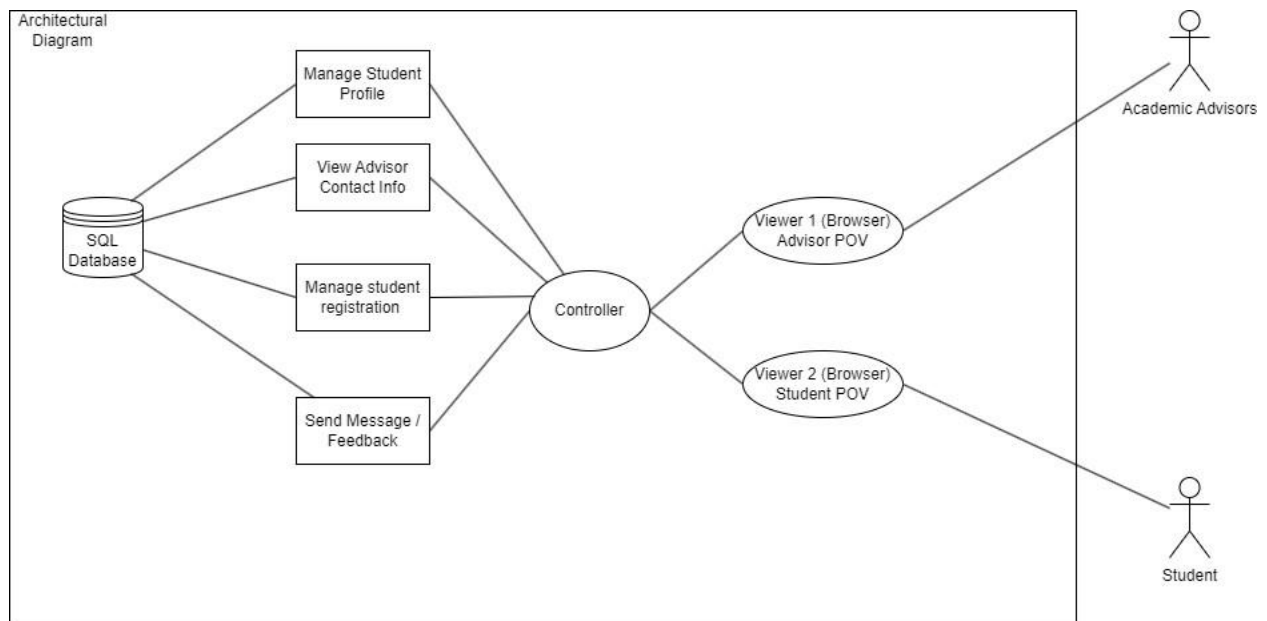 Architectural
Diagram
Manage Student
Profile
Academic Advisors
View Advisor
Contact Info
SQL
Database
Viewer 1 (Browser)
Advisor POV
Manage student
registration
Controller
Viewer 2 (Browser)
Student POV
Send Message /
Feedback
Student